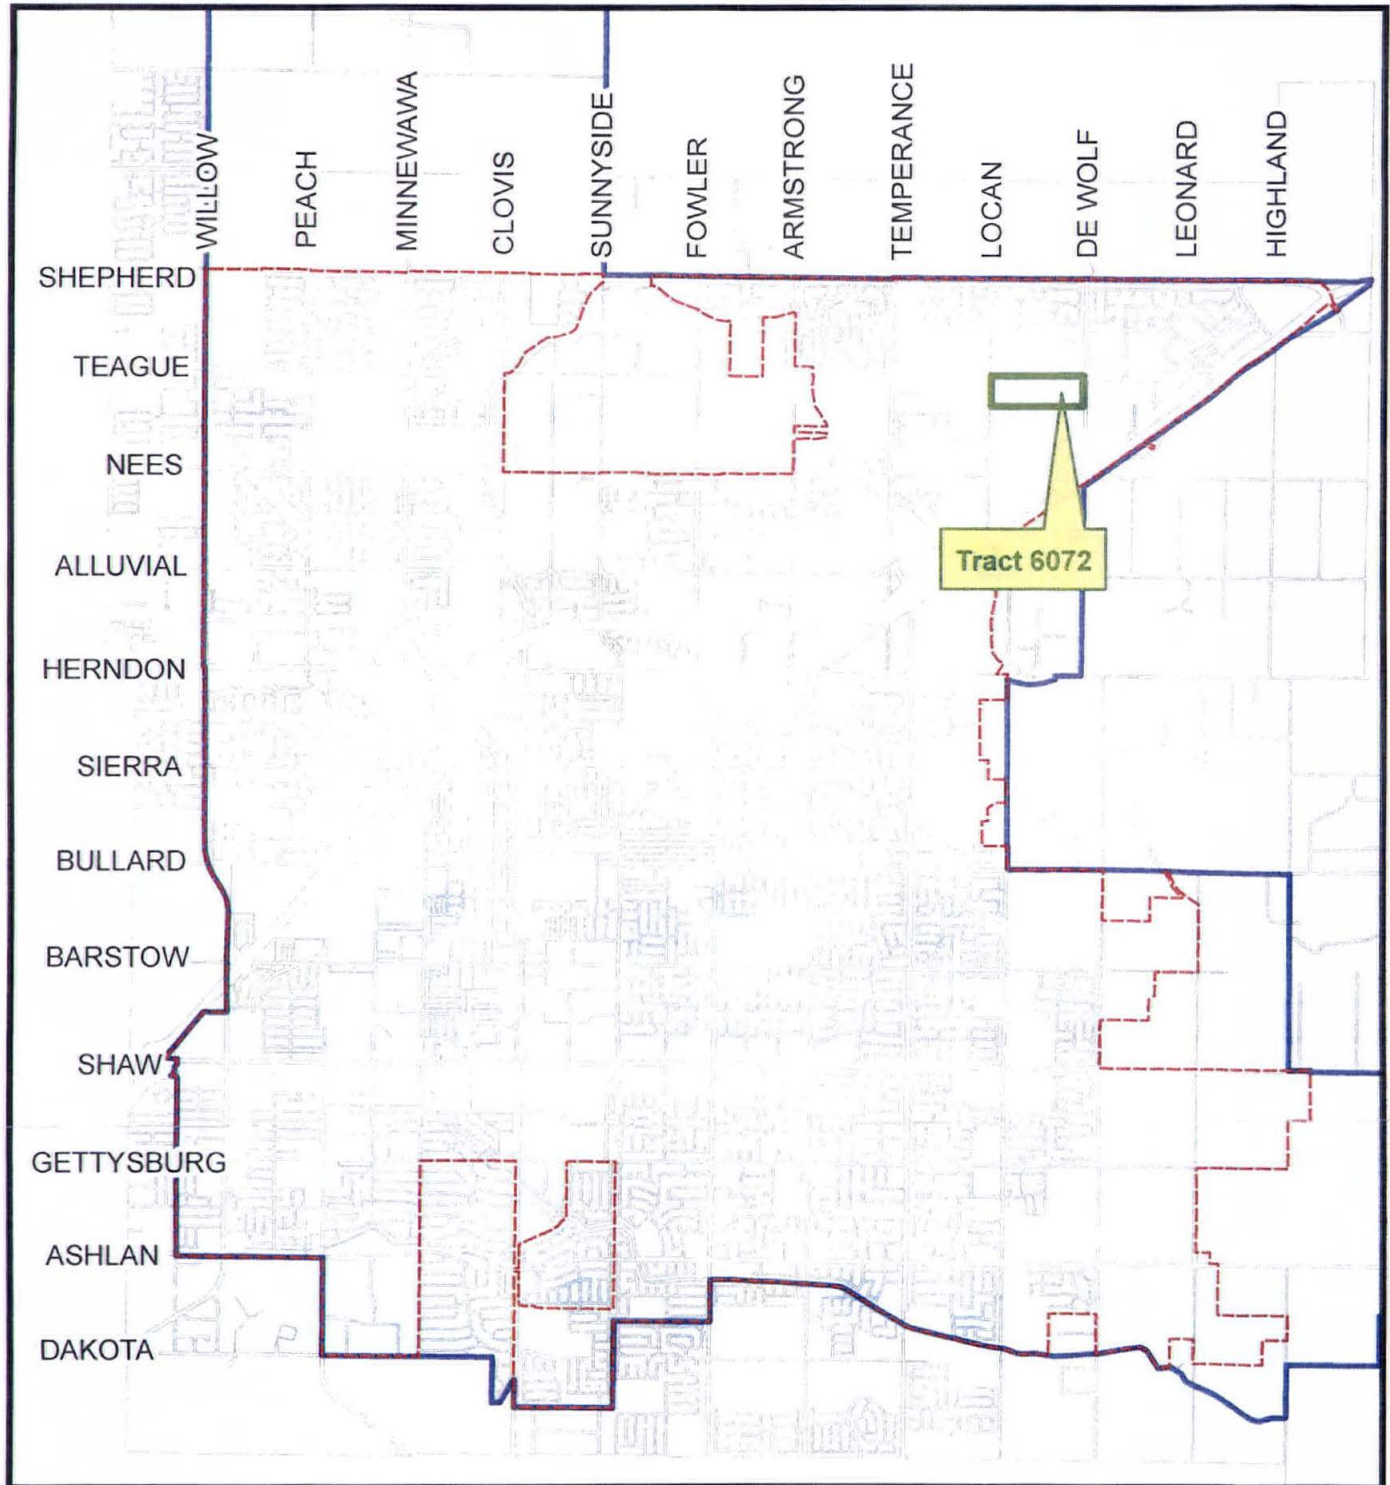 WILLOW
PEACH
MINNEWAWA
CLOVIS
SUNNYSIDE
FOWLER
ARMSTRONG
TEMPERANCE
LOCAN
DE WOLF
LEONARD
HIGHLAND
SHEPHERD
TEAGUE
NEES
ALLUVIAL
HERNDON
SIERRA
BULLARD
BARSTOW
SHAW
GETTYSBURG
ASHLAN
DAKOTA
Tract 6072